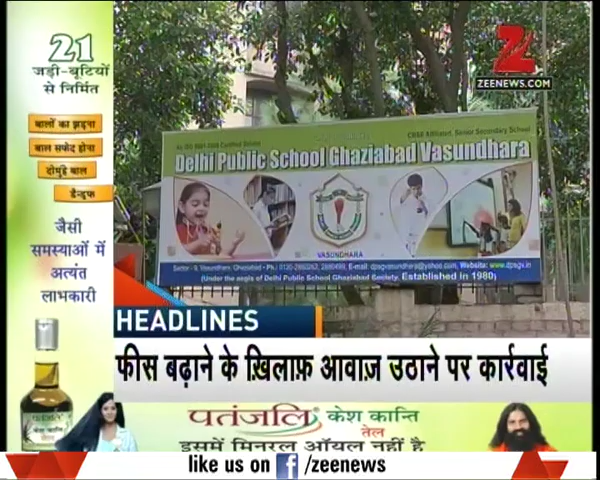 21
जड़ी-बूटियों
से निर्मित
बालों का झड़ना
बाल सफेद होना
दोमुंहे बाल
डैन्ड्रफ
जैसी
समस्याओं में
अत्यंत
लाभकारी
ZEENEWS.COM
CBSE Affiliated, Senior Secondary School
Delhi Public School Ghaziabad Vasundhara
VASUNDHARA
(Under the aegis of Delhi Public School Ghaziabad Society. Established in 1980)
HEADLINES
फीस बढ़ाने के ख़िलाफ़ आवाज़ उठाने पर कार्रवाई
पतंजलि केश कान्ति
तेल
इसमें मिनरल ऑयल नहीं है
like us on f/zeenews